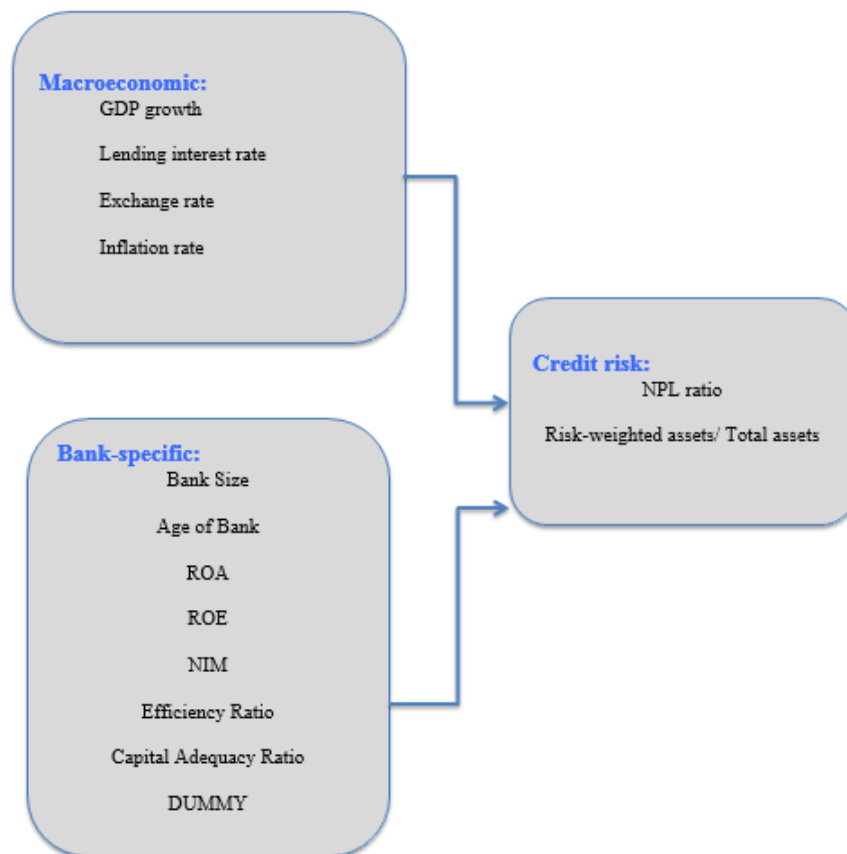 Macroeconomic:
GDP growth
Lending interest rate
Exchange rate
Inflation rate
Credit risk:
NPL ratio
Risk-weighted assets/ Total assets
Bank-specific:
Bank Size
Age of Bank
ROA
ROE
NIM
Efficiency Ratio
Capital Adequacy Ratio
DUMMY